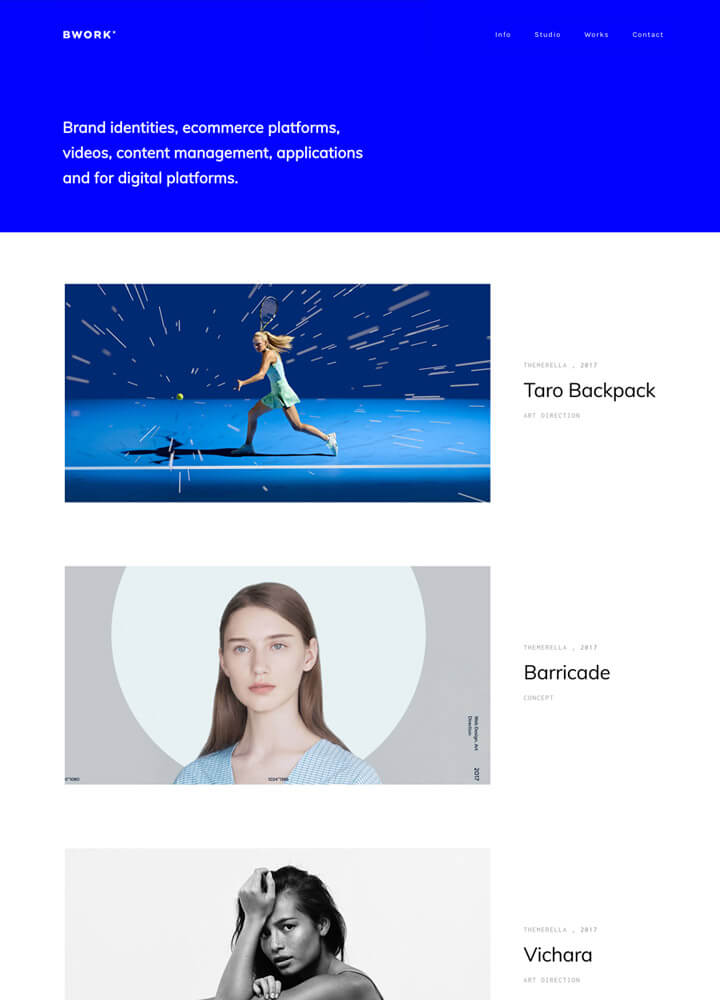 BWORK*
Info Studio Works Contact
Brand identities, ecommerce platforms,
videos, content management, applications
and for digital platforms.
THEMERELLA , 2017
Taro Backpack
ART DIRECTION
Web Design, Art
Direction
2017
THEMERELLA , 2017
Barricade
CONCEPT
THEMERELLA , 2017
Vichara
ART DIRECTION